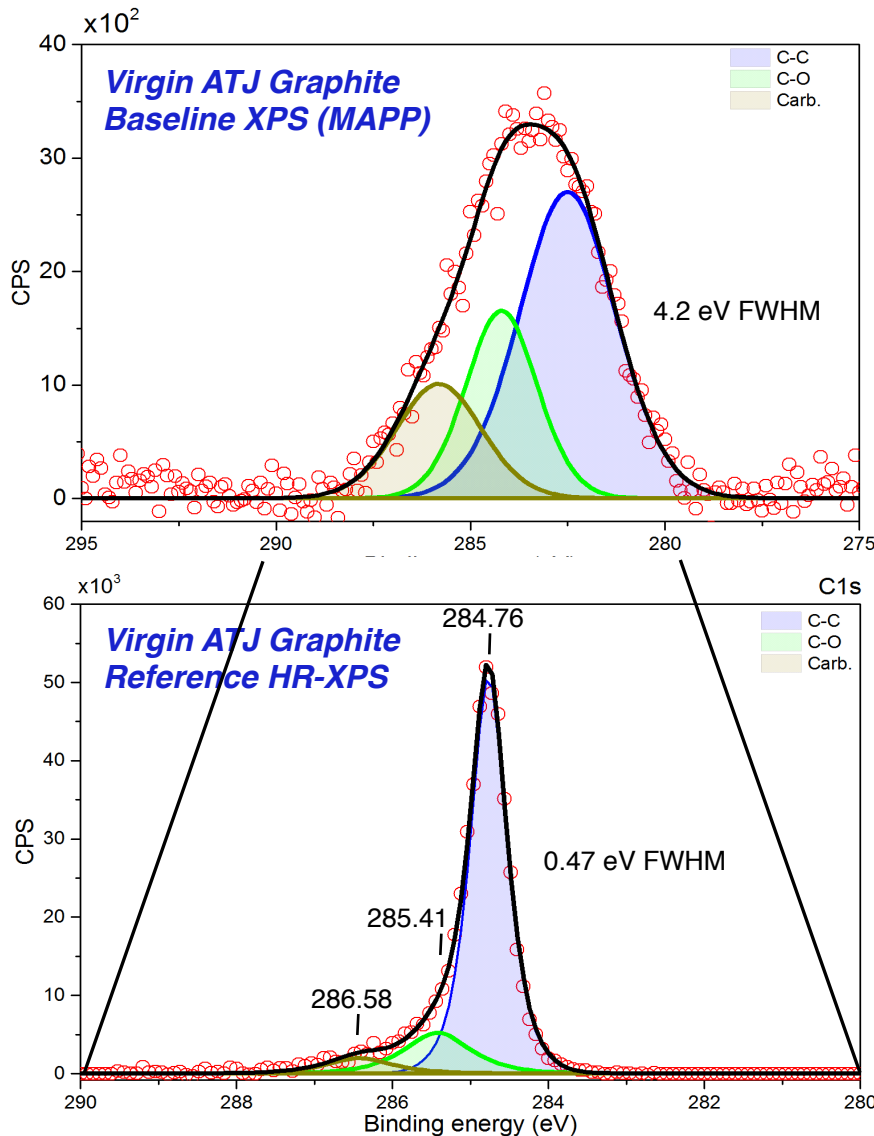 x10²
40
30
20
10
0
CPS
Virgin ATJ Graphite
Baseline XPS (MAPP)
C-C
C-O
Carb.
4.2 eV FWHM
295 290 285 280 275
x10³
C1s
60
50
40
30
20
10
0
CPS
Virgin ATJ Graphite
Reference HR-XPS
284.76
C-C
C-O
Carb.
0.47 eV FWHM
285.41
286.58
290 288 286 284 282 280
Binding energy (eV)